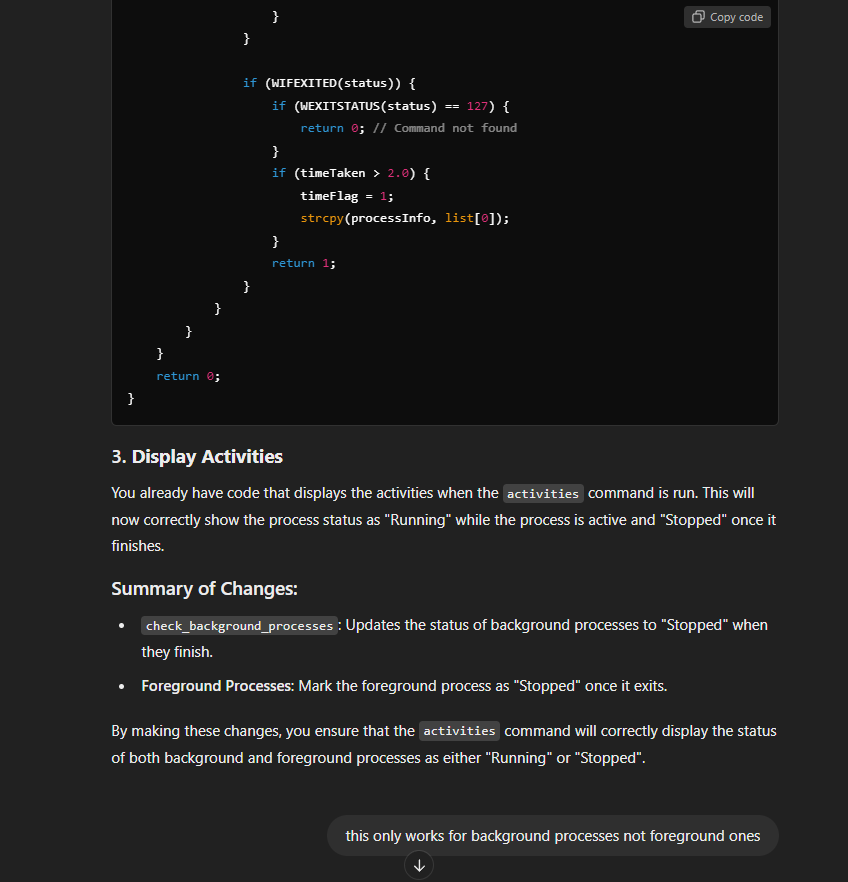 }
Copy code
}
if (WIFEXITED(status)) {
if (WEXITSTATUS(status) == 127) {
return 0; // Command not found
}
if (timeTaken > 2.0) {
timeFlag = 1;
strcpy(processInfo, list[0]);
}
return 1;
}
}
}
}
return 0;
}
3. Display Activities
You already have code that displays the activities when the activities command is run. This will
now correctly show the process status as "Running" while the process is active and "Stopped" once it
finishes.
Summary of Changes:
• check_background_processes: Updates the status of background processes to "Stopped" when
they finish.
• Foreground Processes: Mark the foreground process as "Stopped" once it exits.
By making these changes, you ensure that the activities command will correctly display the status
of both background and foreground processes as either "Running" or "Stopped".
this only works for background processes not foreground ones